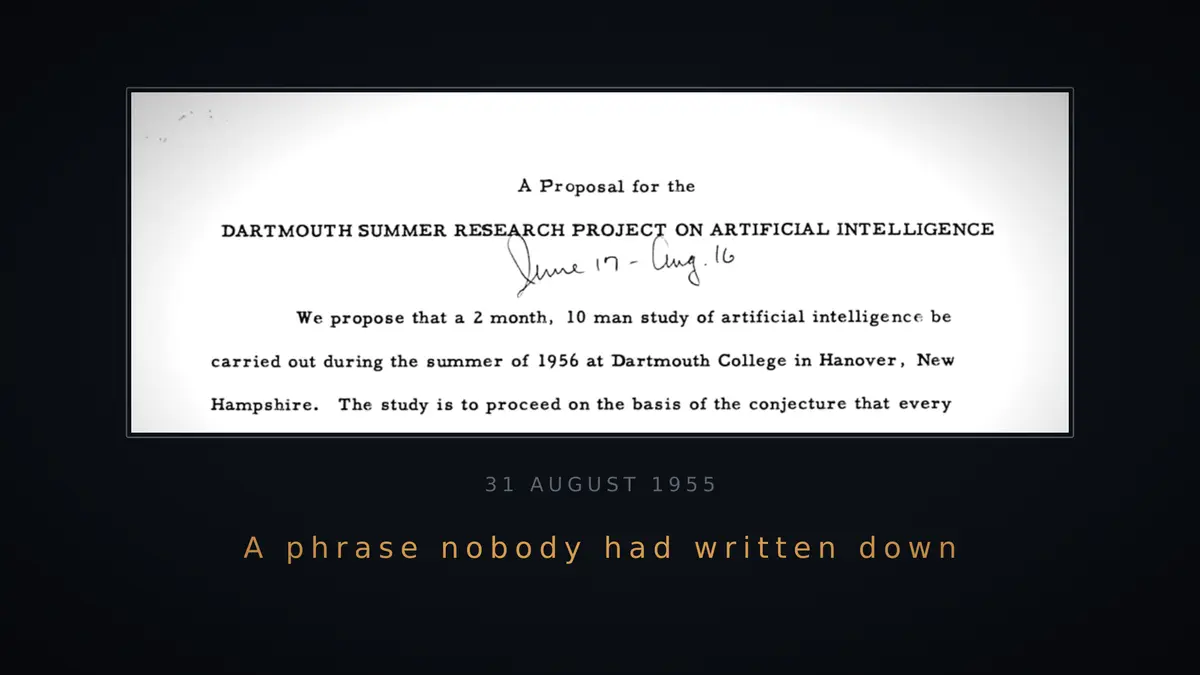 A Proposal for the
DARTMOUTH SUMMER RESEARCH PROJECT ON ARTIFICIAL INTELLIGENCE
June 17 - Aug. 16
We propose that a 2 month, 10 man study of artificial intelligence be
carried out during the summer of 1956 at Dartmouth College in Hanover, New
Hampshire. The study is to proceed on the basis of the conjecture that every
31 AUGUST 1955
A phrase nobody had written down